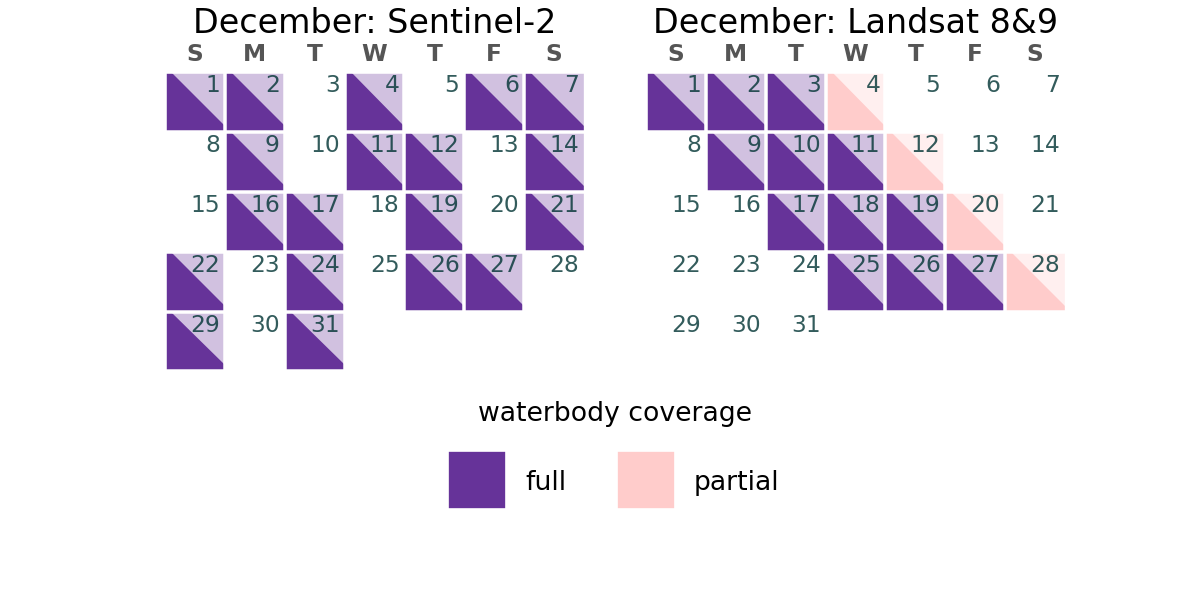 December: Sentinel-2
S M T W T F S
1 2 3 4 5 6 7
8 9 10 11 12 13 14
15 16 17 18 19 20 21
22 23 24 25 26 27 28
29 30 31
December: Landsat 8&9
S M T W T F S
1 2 3 4 5 6 7
8 9 10 11 12 13 14
15 16 17 18 19 20 21
22 23 24 25 26 27 28
29 30 31
waterbody coverage
full partial